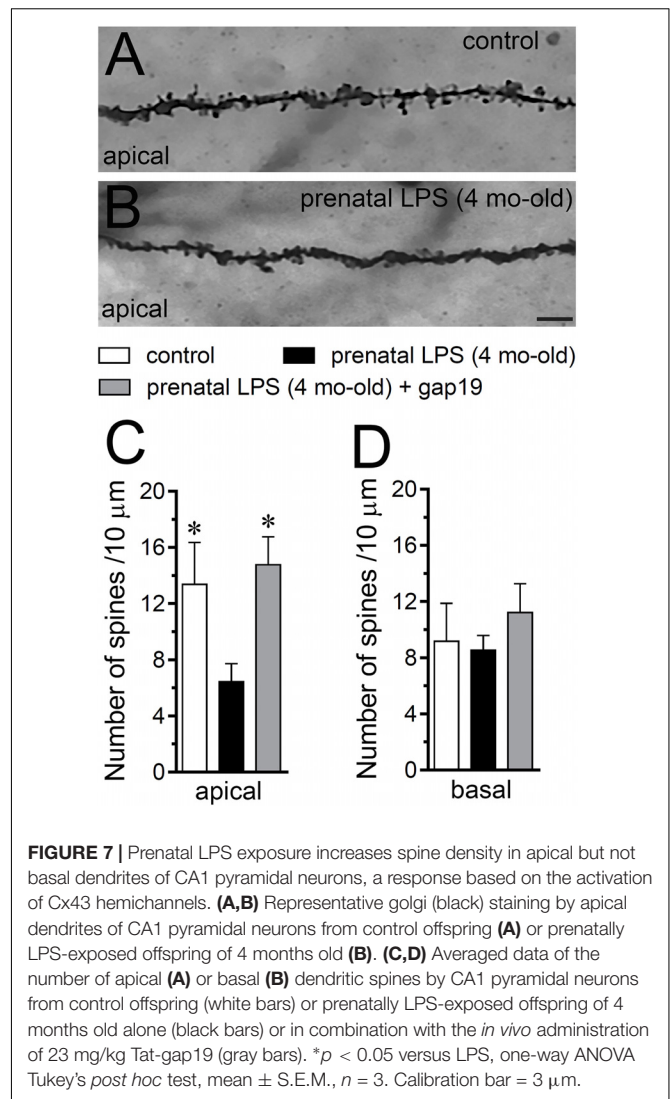 A
control
apical
B
prenatal LPS (4 mo-old)
apical
control
prenatal LPS (4 mo-old)
prenatal LPS (4 mo-old) + gap19
C
Number of spines /10 µm
20
16
12
8
4
0
*
*
apical
D
Number of spines /10 µm
20
16
12
8
4
0
basal
FIGURE 7 | Prenatal LPS exposure increases spine density in apical but not
basal dendrites of CA1 pyramidal neurons, a response based on the activation
of Cx43 hemichannels. (A,B) Representative golgi (black) staining by apical
dendrites of CA1 pyramidal neurons from control offspring (A) or prenatally
LPS-exposed offspring of 4 months old (B). (C,D) Averaged data of the
number of apical (A) or basal (B) dendritic spines by CA1 pyramidal neurons
from control offspring (white bars) or prenatally LPS-exposed offspring of 4
months old alone (black bars) or in combination with the in vivo administration
of 23 mg/kg Tat-gap19 (gray bars). *p < 0.05 versus LPS, one-way ANOVA
Tukey's post hoc test, mean ± S.E.M., n = 3. Calibration bar = 3 µm.